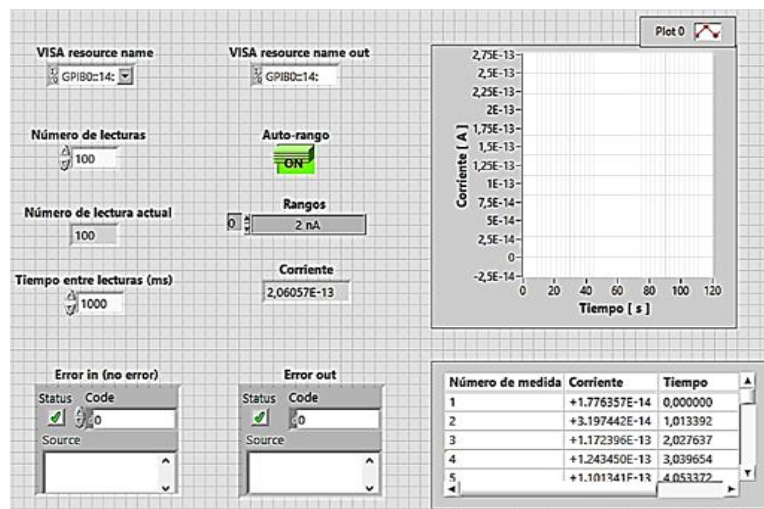 Plot 0
VISA resource name
GPIB0::14:
VISA resource name out
GPIB0::14:
Número de lecturas
100
Auto-rango
ON
Número de lectura actual
100
Rangos
0
2 nA
Tiempo entre lecturas (ms)
1000
Corriente
2,06057E-13
Corriente [ A ]
2,75E-13
2,5E-13
2,25E-13
2E-13
1,75E-13
1,5E-13
1,25E-13
1E-13
7,5E-14
5E-14
2,5E-14
0
-2,5E-14
0 20 40 60 80 100 120
Tiempo [ s ]
Error in (no error)
Status Code
0
Source
Error out
Status Code
0
Source
Número de medida Corriente Tiempo
1 +1.776357E-14 0,000000
2 +3.197442E-14 1,013392
3 +1.172396E-13 2,027637
4 +1.243450E-13 3,039654
5 +1.101341E-13 4,053372